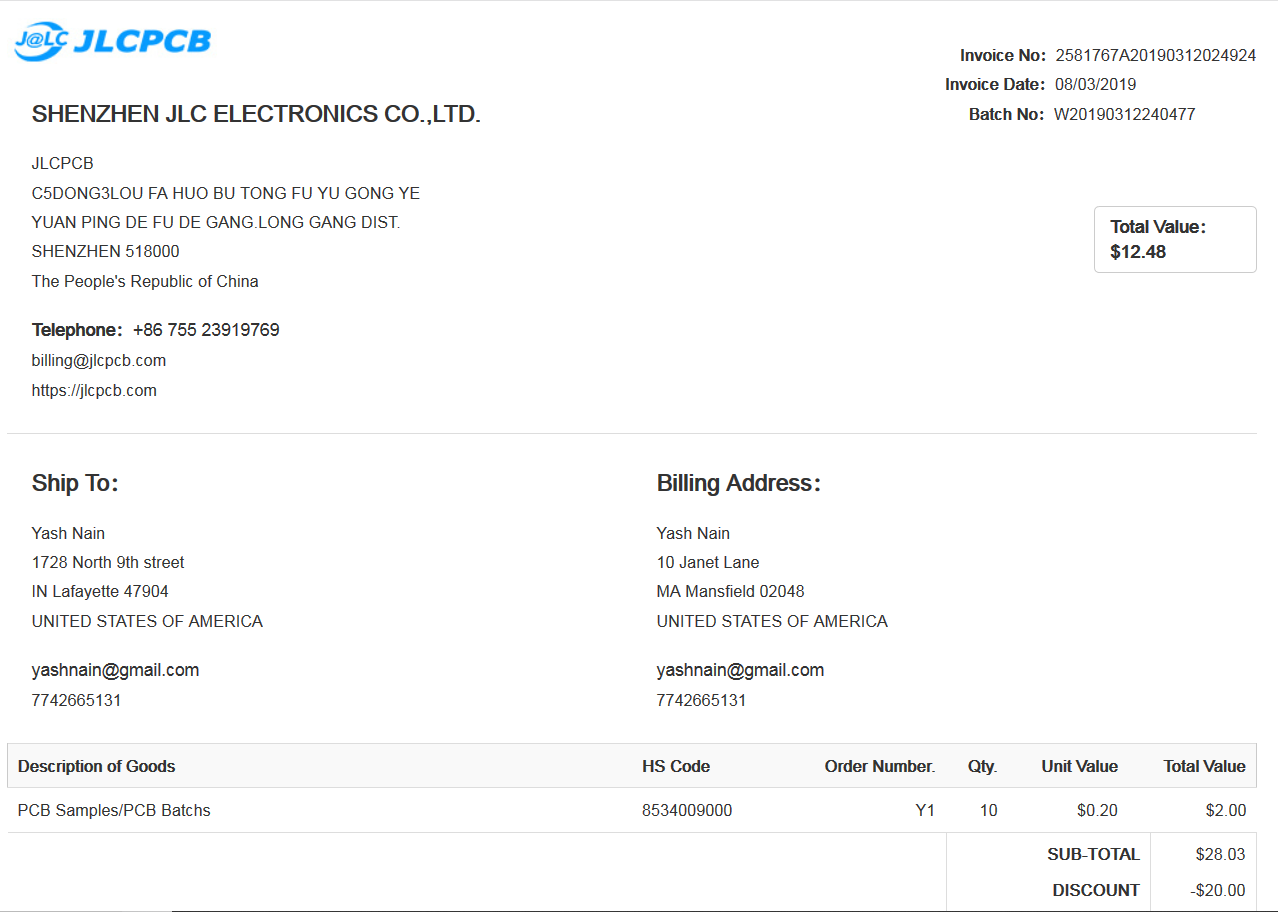 J@LC JLCPCB
Invoice No: 2581767A20190312024924
Invoice Date: 08/03/2019
Batch No: W20190312240477
SHENZHEN JLC ELECTRONICS CO.,LTD.
JLCPCB
C5DONG3LOU FA HUO BU TONG FU YU GONG YE
YUAN PING DE FU DE GANG.LONG GANG DIST.
SHENZHEN 518000
The People's Republic of China
Total Value:
$12.48
Telephone: +86 755 23919769
billing@jlcpcb.com
https://jlcpcb.com
Ship To:
Yash Nain
1728 North 9th street
IN Lafayette 47904
UNITED STATES OF AMERICA
yashnain@gmail.com
7742665131
Billing Address:
Yash Nain
10 Janet Lane
MA Mansfield 02048
UNITED STATES OF AMERICA
yashnain@gmail.com
7742665131
Description of Goods HS Code Order Number. Qty. Unit Value Total Value
PCB Samples/PCB Batchs 8534009000 Y1 10 $0.20 $2.00
SUB-TOTAL $28.03
DISCOUNT -$20.00